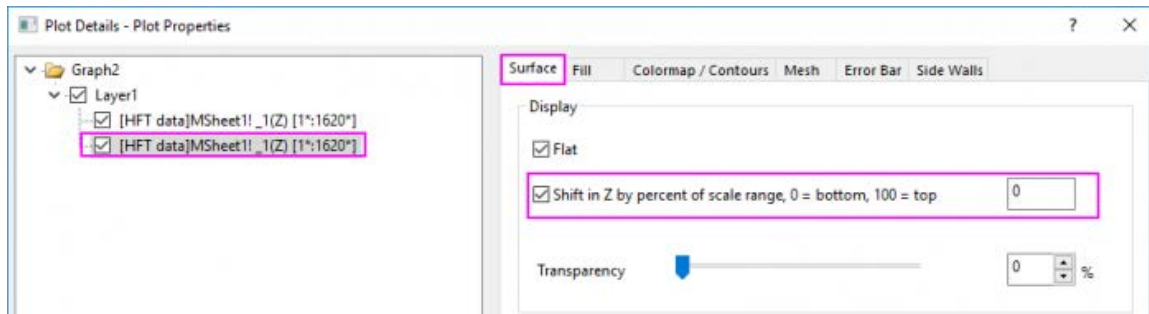 Plot Details - Plot Properties ? ×
Graph2
Layer1
[HFT data]MSheet1! _1(Z) [1*:1620*]
[HFT data]MSheet1! _1(Z) [1*:1620*]
Surface Fill Colormap / Contours Mesh Error Bar Side Walls
Display
Flat
Shift in Z by percent of scale range, 0 = bottom, 100 = top 0
Transparency 0 %